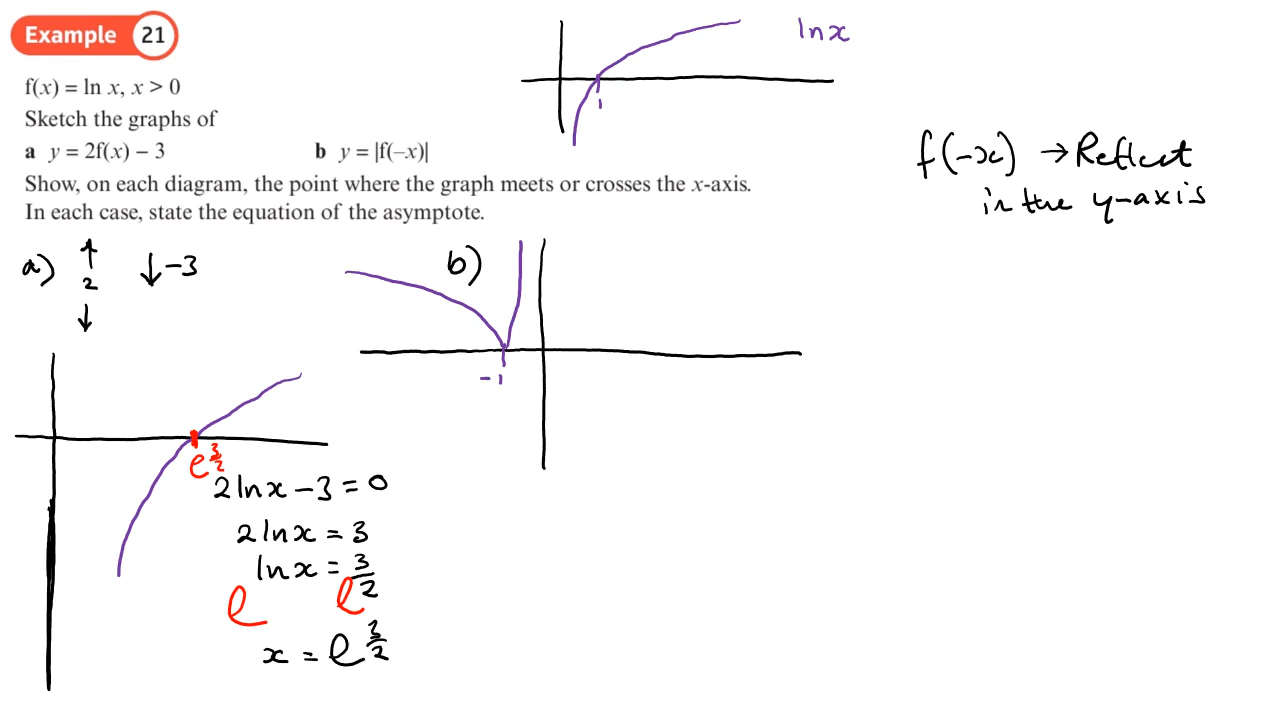 Example 21
ln x
1
f(x) = ln x, x > 0
Sketch the graphs of
a y = 2f(x) − 3
b y = |f(−x)|
Show, on each diagram, the point where the graph meets or crosses the x-axis.
In each case, state the equation of the asymptote.
f(-x) → Reflect
in the y-axis
a) ↑ 2 ↓ ↓ -3
b)
-1
e^{3/2}
2 ln x - 3 = 0
2 ln x = 3
ln x = 3/2
e e
x = e^{3/2}